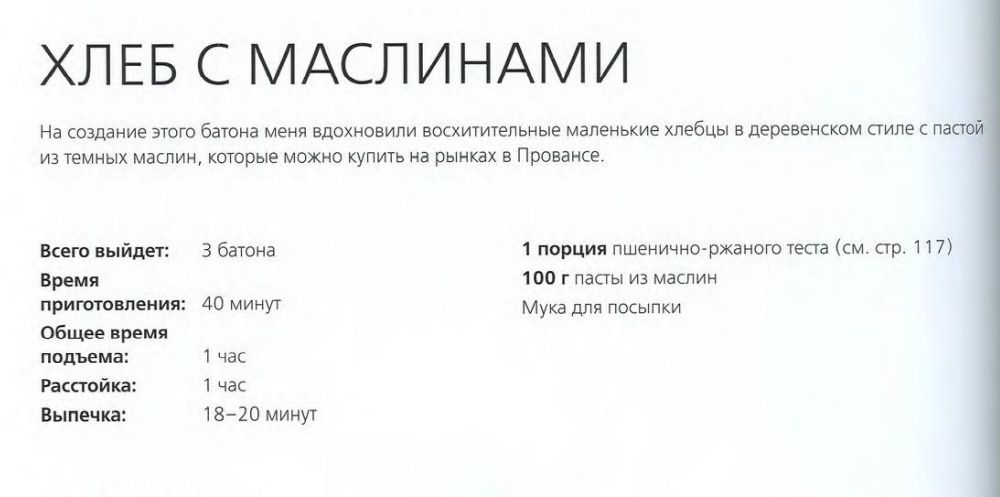 ХЛЕБ С МАСЛИНАМИ
На создание этого батона меня вдохновили восхитительные маленькие хлебцы в деревенском стиле с пастой
из темных маслин, которые можно купить на рынках в Провансе.
Всего выйдет: 3 батона
Время
приготовления: 40 минут
Общее время
подъема: 1 час
Расстойка: 1 час
Выпечка: 18–20 минут
1 порция пшенично-ржаного теста (см. стр. 117)
100 г пасты из маслин
Мука для посыпки